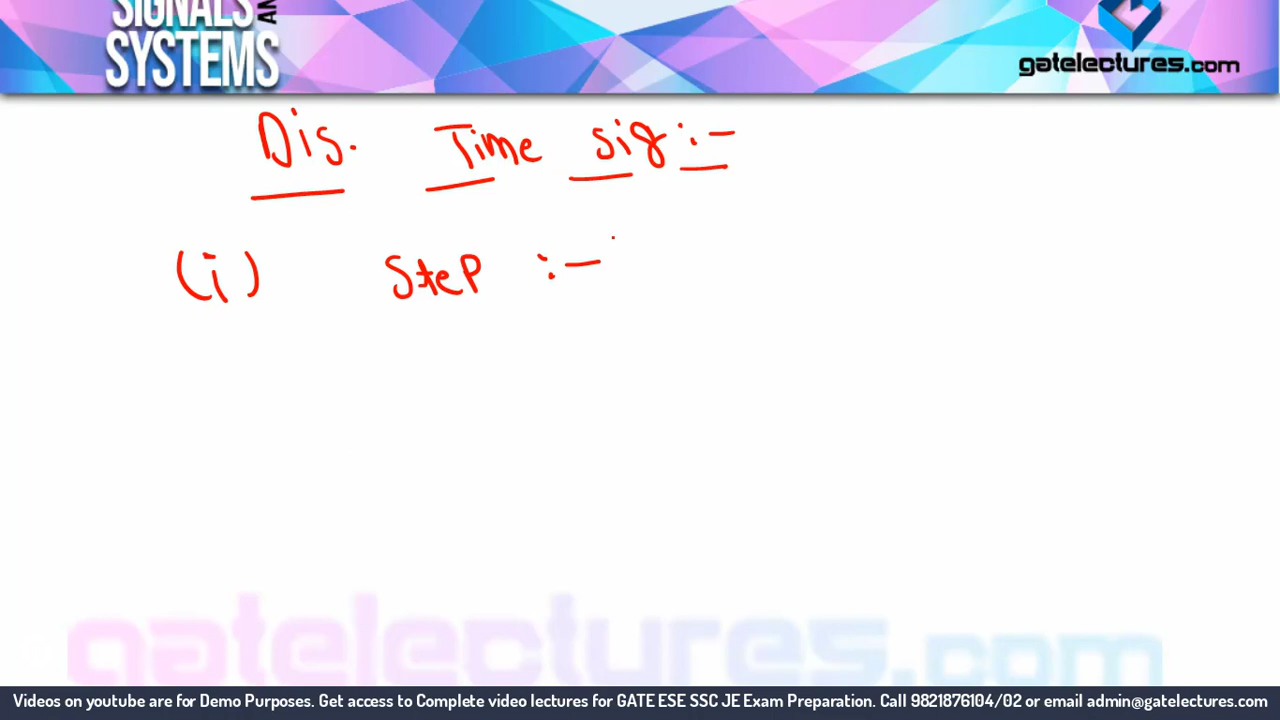 SIGNALS AND
SYSTEMS
gatelectures.com
Dis. Time sig :-
(i) Step :-
gatelectures.com
Videos on youtube are for Demo Purposes. Get access to Complete video lectures for GATE ESE SSC JE Exam Preparation. Call 9821876104/02 or email admin@gatelectures.com